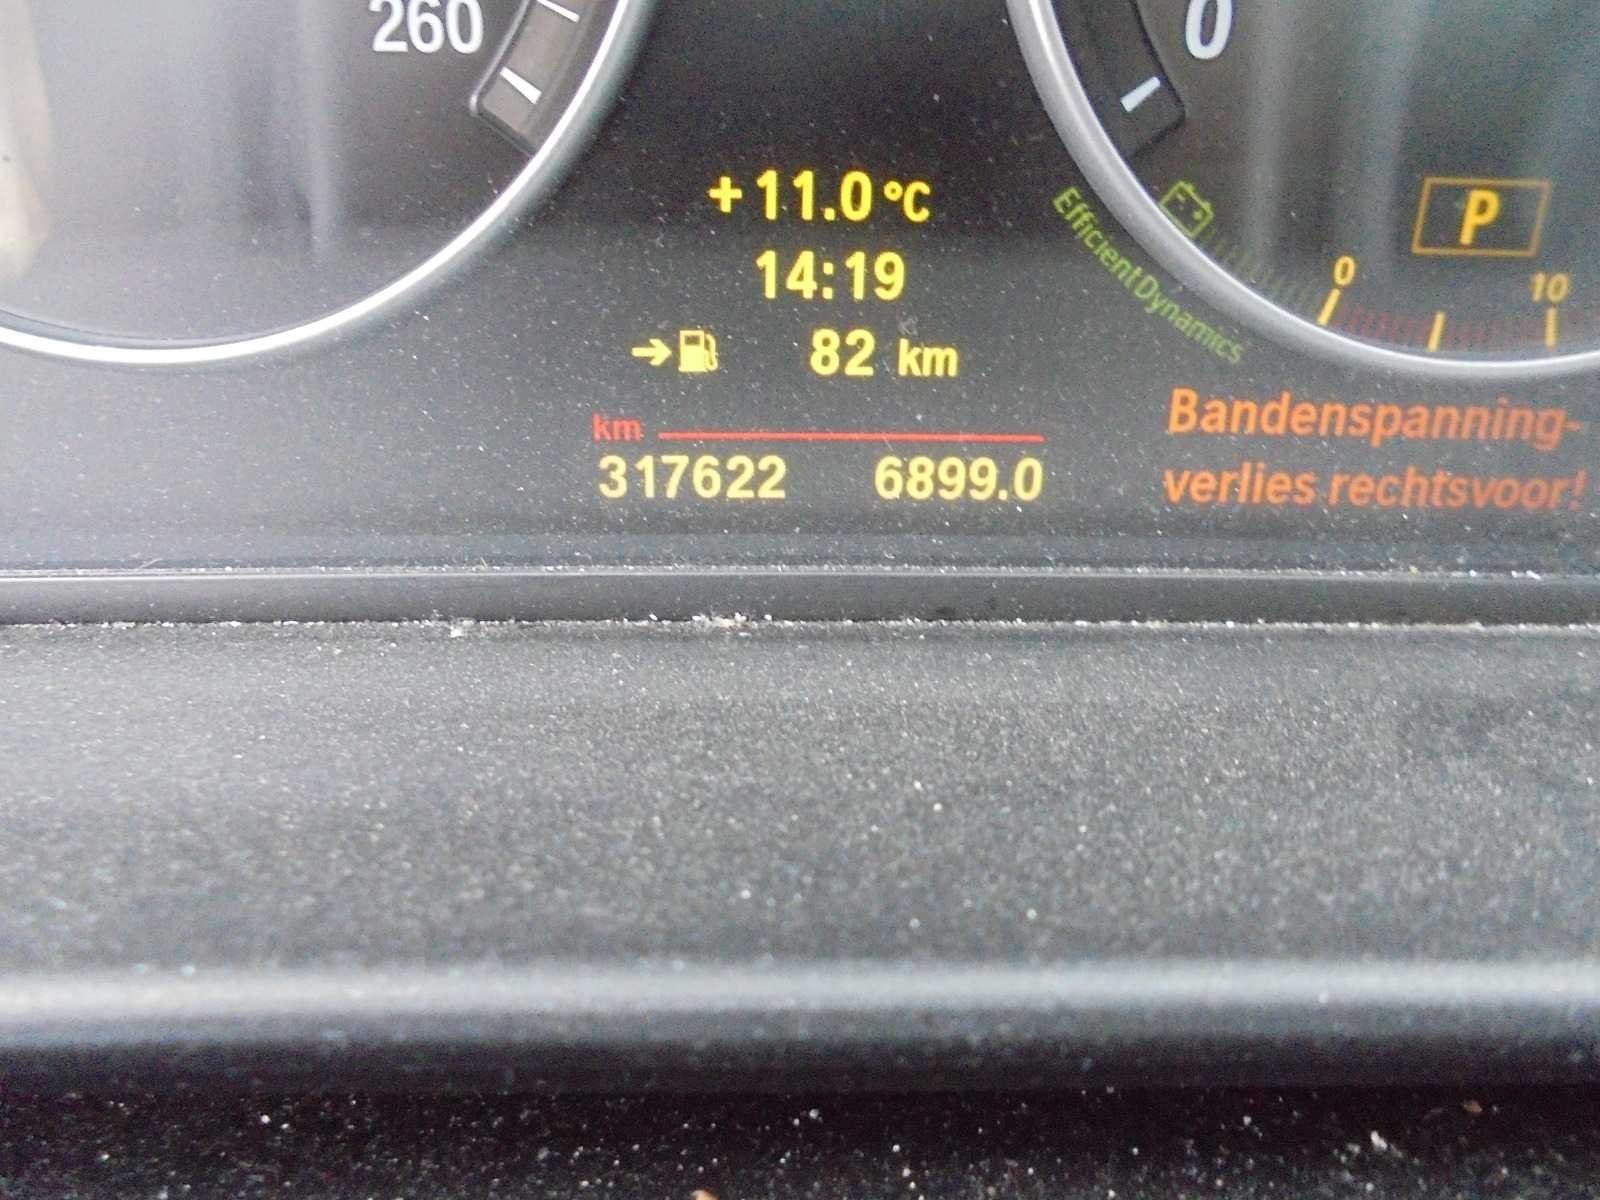 260
0
+11.0 °C
P
EfficientDynamics
14:19
0
10
82 km
km
Bandenspanning-
verlies rechtsvoor!
317622 6899.0